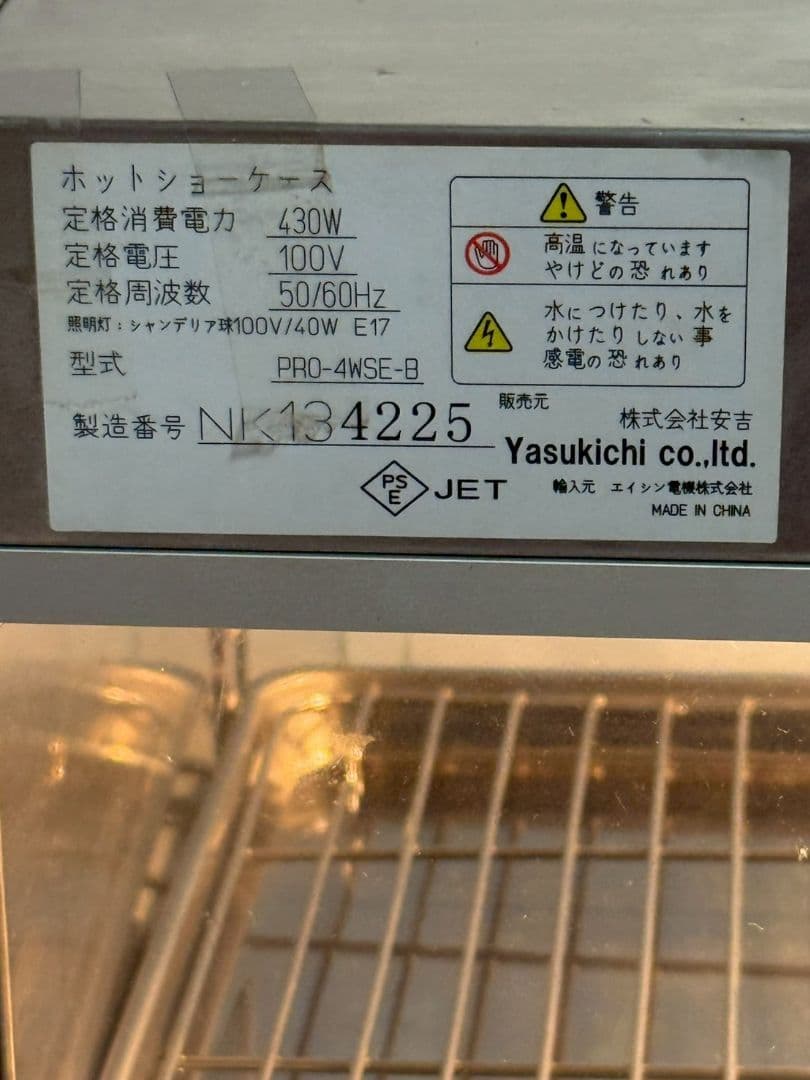 ホットショーケース
定格消費電力 430W
定格電圧 100V
定格周波数 50/60Hz
照明灯：シャンデリア球100V/40W E17
型式 PRO-4WSE-B
製造番号 NK134225
警告
高温になっています
やけどの恐れあり
水につけたり、水を
かけたりしない事
感電の恐れあり
販売元
株式会社安吉
Yasukichi co.,ltd.
PS
E
JET
輸入元 エイシン電機株式会社
MADE IN CHINA